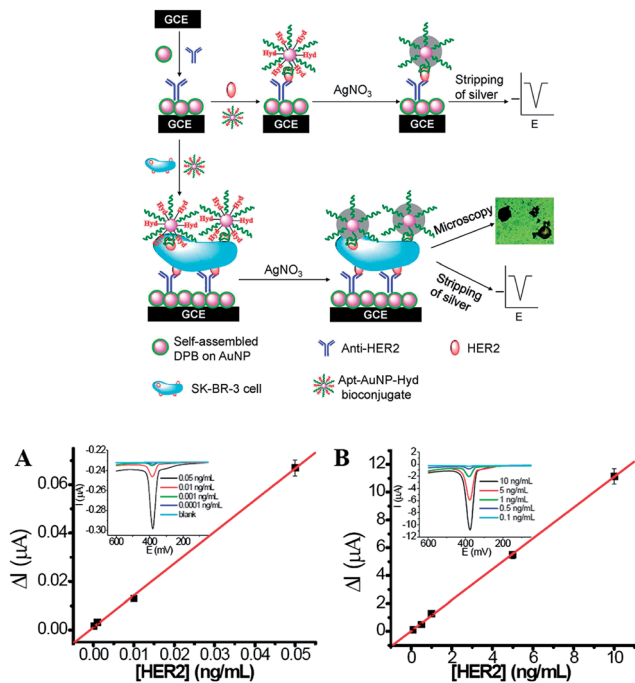 GCE
Hyd Hyd
Hyd Hyd
Hyd Hyd
AgNO3
Stripping
of silver
E
GCE
GCE
GCE
Hyd Hyd Hyd Hyd
Hyd Hyd Hyd Hyd
Microscopy
AgNO3
Stripping
of silver
E
GCE
GCE
Self-assembled
DPB on AuNP
Anti-HER2
HER2
SK-BR-3 cell
Apt-AuNP-Hyd
bioconjugate
A
ΔI (μA)
0.06
0.04
0.02
0.00
0.00 0.01 0.02 0.03 0.04 0.05
[HER2] (ng/mL)
I (μA)
-0.22
-0.24
-0.26
-0.28
-0.30
600 400 200
E (mV)
0.05 ng/mL
0.01 ng/mL
0.001 ng/mL
0.0001 ng/mL
blank
B
ΔI (μA)
12
10
8
6
4
2
0
0 2 4 6 8 10
[HER2] (ng/mL)
I (μA)
0
-2
-4
-6
-8
-10
-12
600 400 200
E (mV)
10 ng/mL
5 ng/mL
1 ng/mL
0.5 ng/mL
0.1 ng/mL